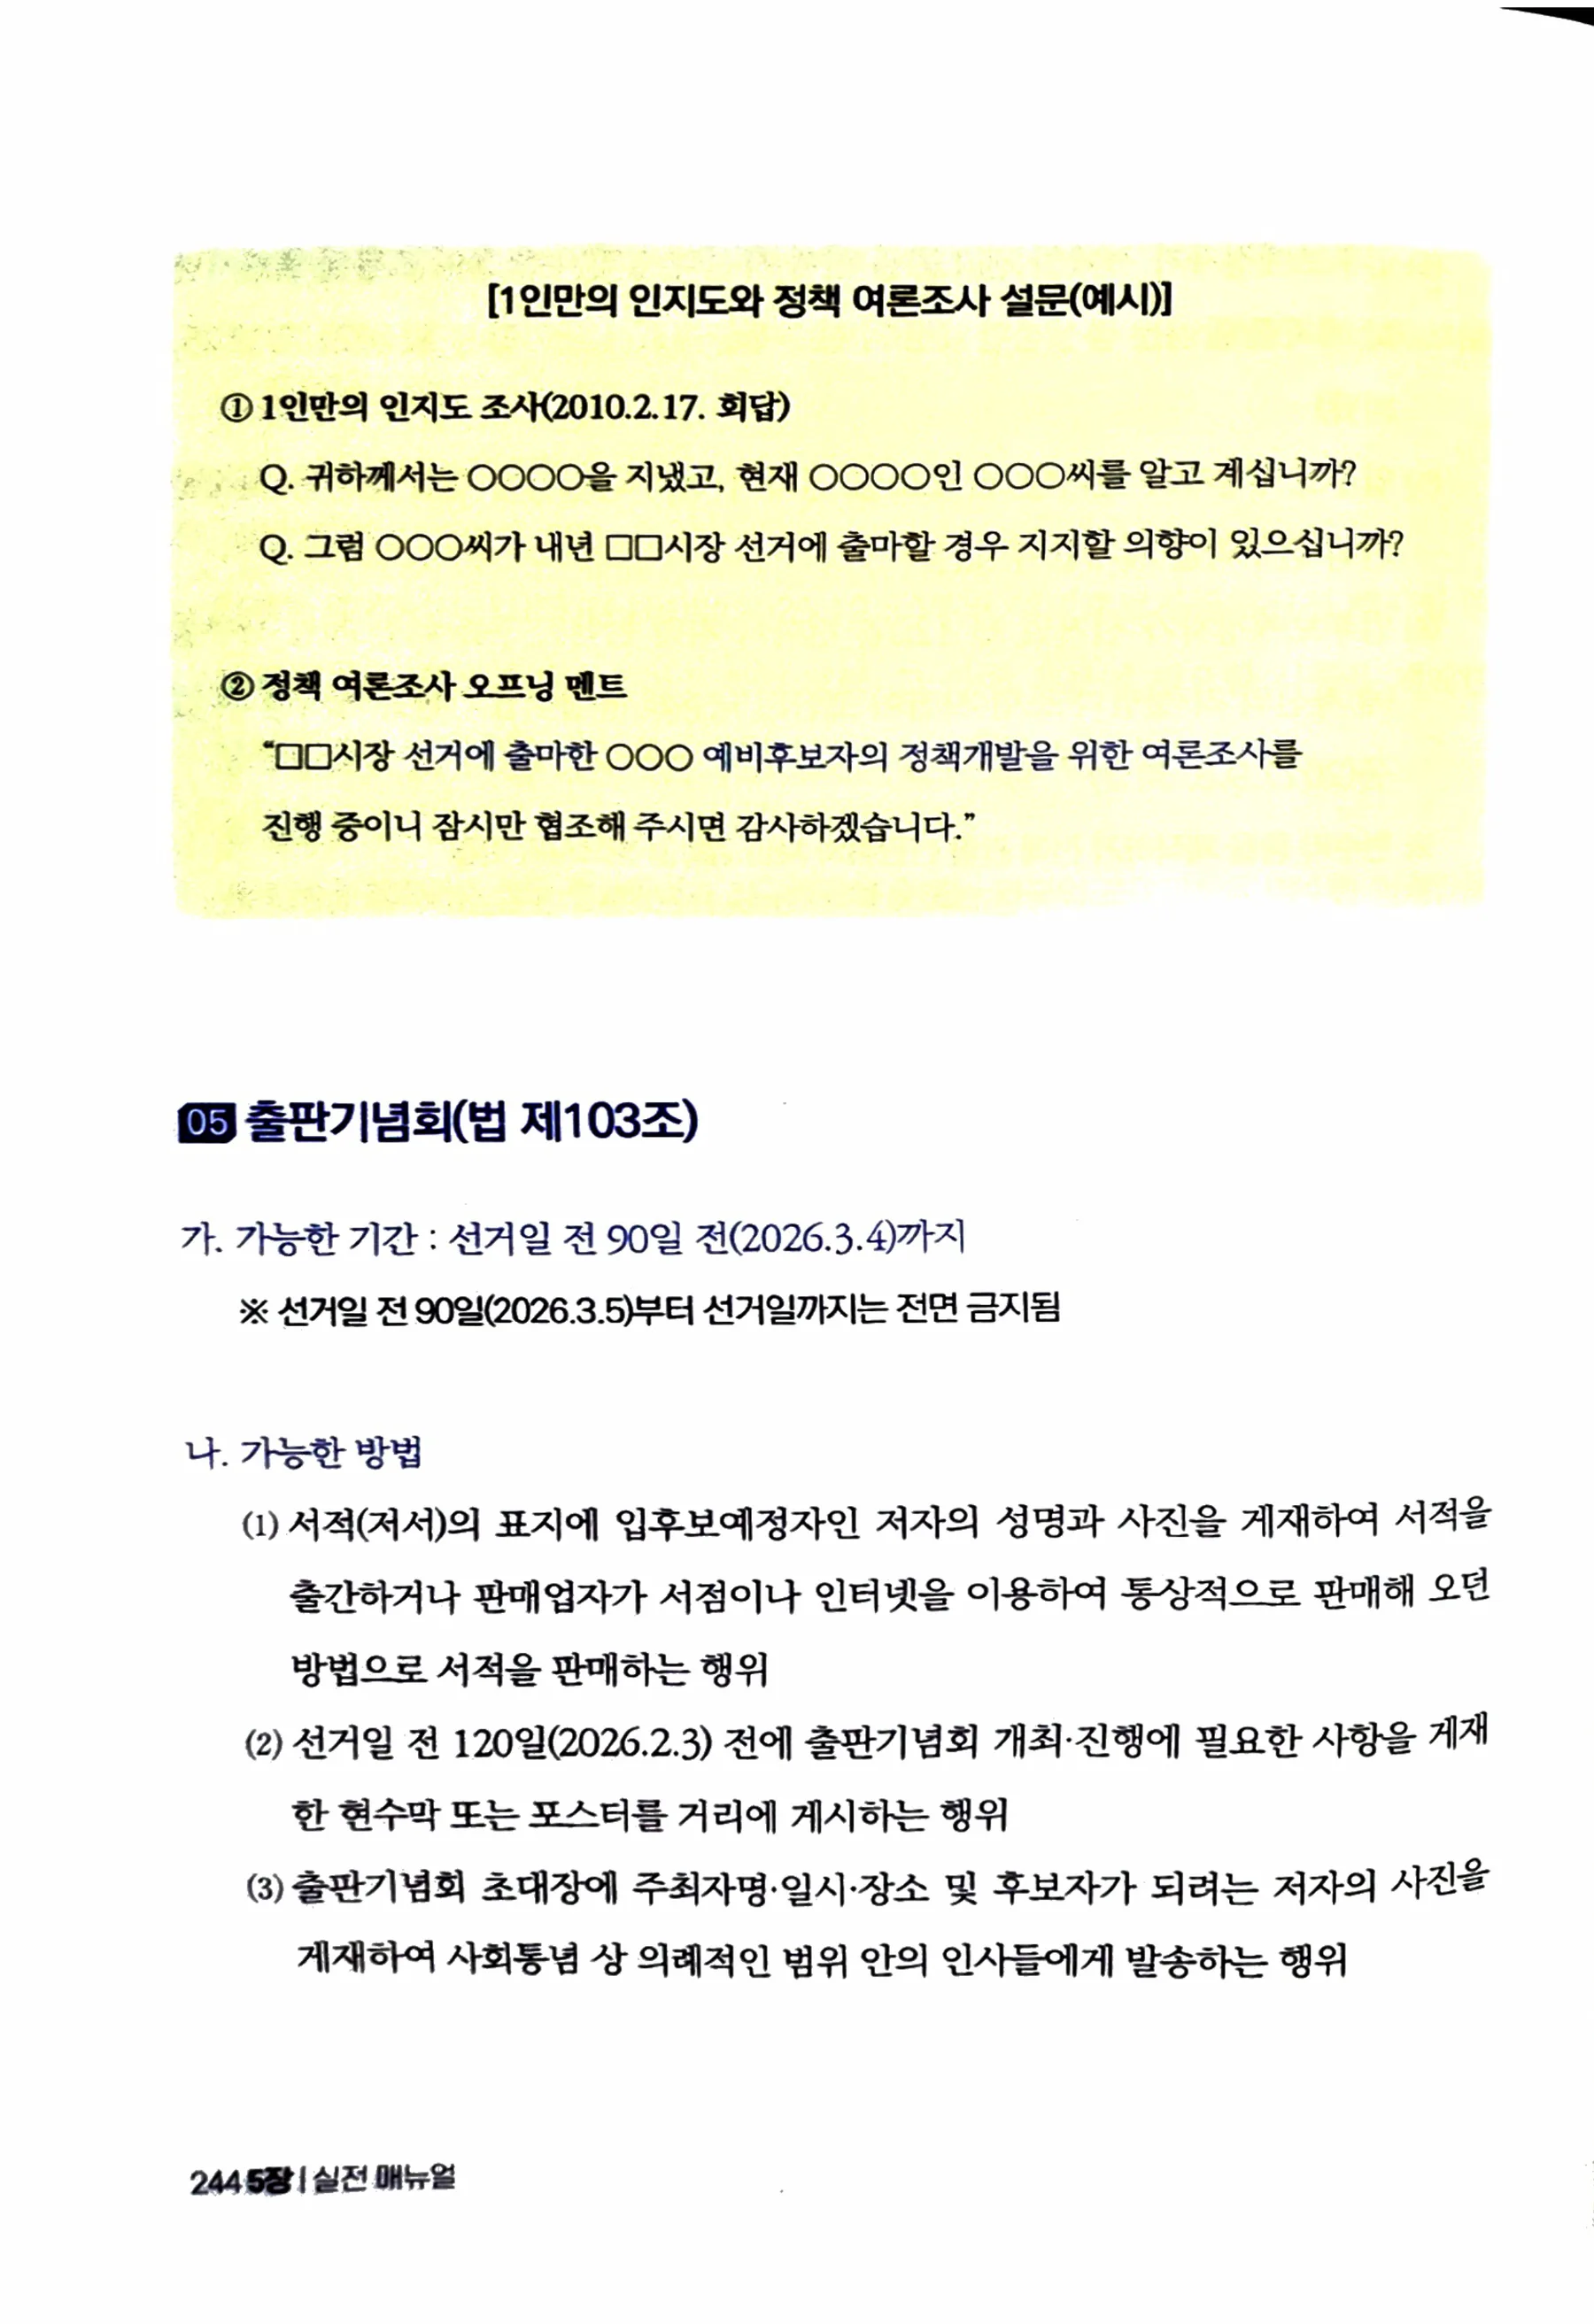 [1인만의 인지도와 정책 여론조사 설문(예시)]
① 1인만의 인지도 조사(2010.2.17. 회답)
Q. 귀하께서는 ○○○○을 지냈고, 현재 ○○○○인 ○○○씨를 알고 계십니까?
Q. 그럼 ○○○씨가 내년 □□시장 선거에 출마할 경우 지지할 의향이 있으십니까?
② 정책 여론조사 오프닝 멘트
“□□시장 선거에 출마한 ○○○ 예비후보자의 정책개발을 위한 여론조사를
진행 중이니 잠시만 협조해 주시면 감사하겠습니다.”
05 출판기념회(법 제103조)
가. 가능한 기간 : 선거일 전 90일 전(2026.3.4)까지
※ 선거일 전 90일(2026.3.5)부터 선거일까지는 전면 금지됨
나. 가능한 방법
(1) 서적(저서)의 표지에 입후보예정자인 저자의 성명과 사진을 게재하여 서적을
출간하거나 판매업자가 서점이나 인터넷을 이용하여 통상적으로 판매해 오던
방법으로 서적을 판매하는 행위
(2) 선거일 전 120일(2026.2.3) 전에 출판기념회 개최·진행에 필요한 사항을 게재
한 현수막 또는 포스터를 거리에 게시하는 행위
(3) 출판기념회 초대장에 주최자명·일시·장소 및 후보자가 되려는 저자의 사진을
게재하여 사회통념 상 의례적인 범위 안의 인사들에게 발송하는 행위
244 5장 | 실전 매뉴얼